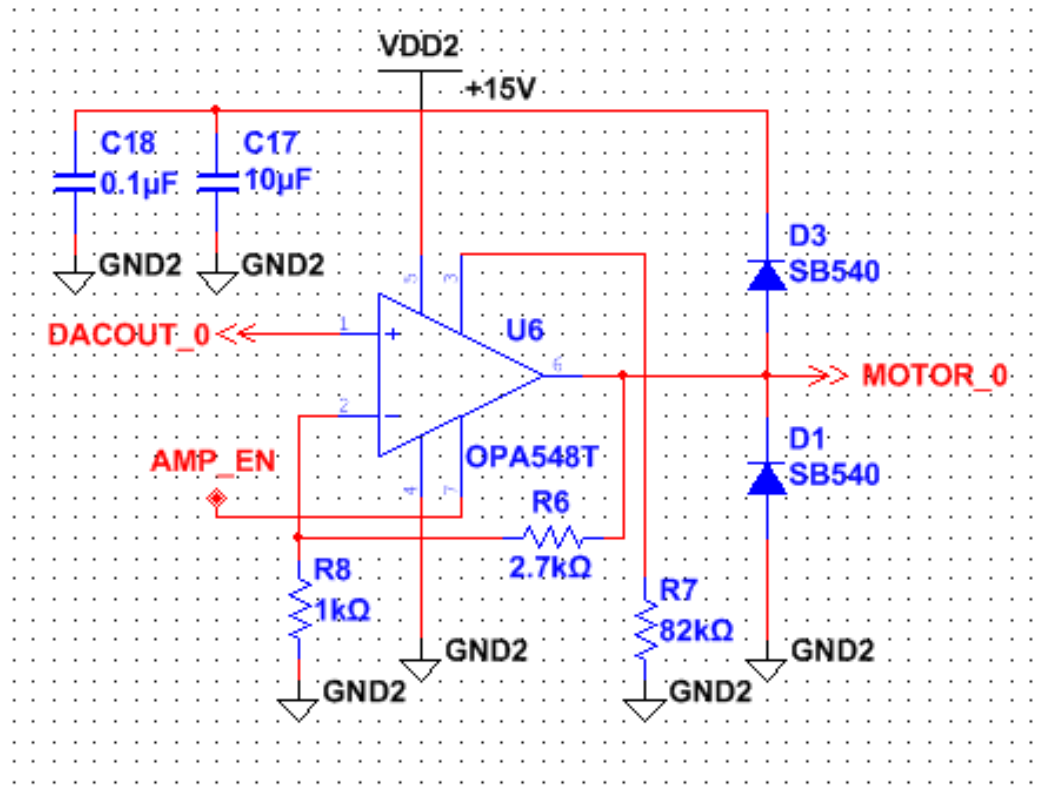 VDD2
+15V
C18
0.1µF
C17
10µF
GND2
GND2
D3
SB540
5
3
DACOUT_0
1
U6
6
MOTOR_0
2
D1
SB540
AMP_EN
OPA548T
4
7
R6
2.7kΩ
R8
1kΩ
R7
82kΩ
GND2
GND2
GND2
GND2